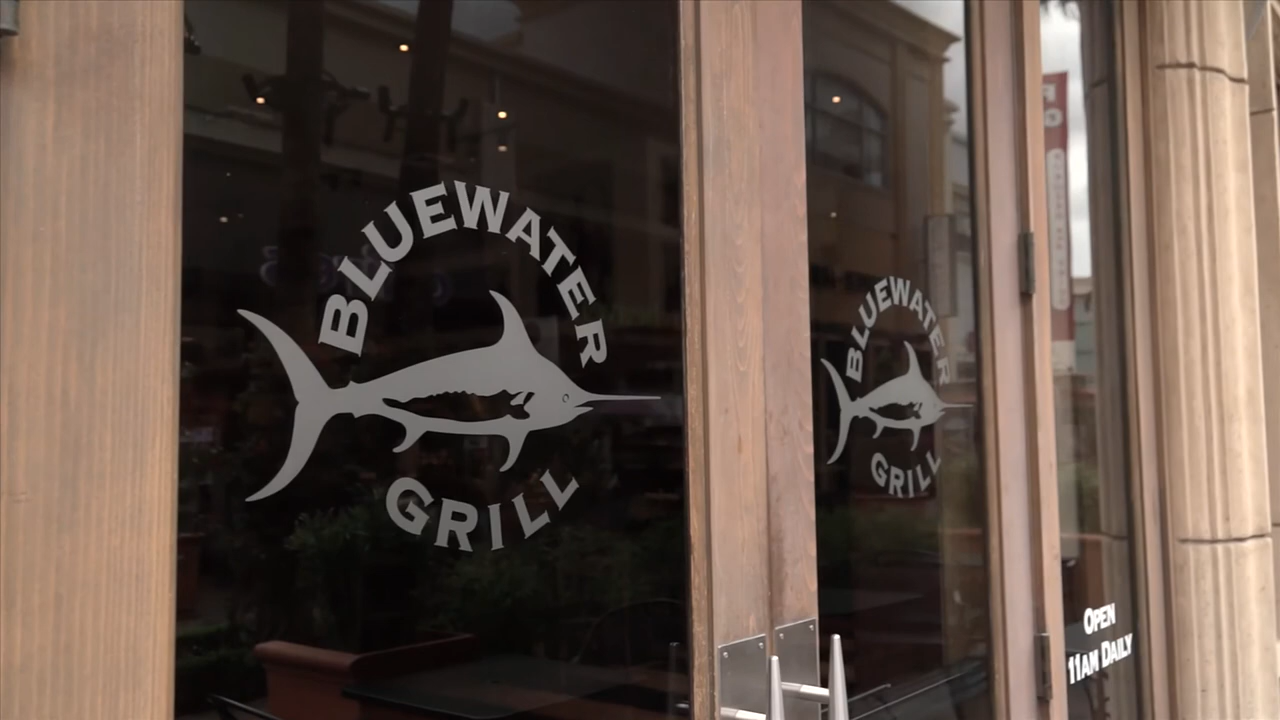 BLUEWATER
GRILL
BLUEWATER
GRILL
OPEN
11AM DAILY